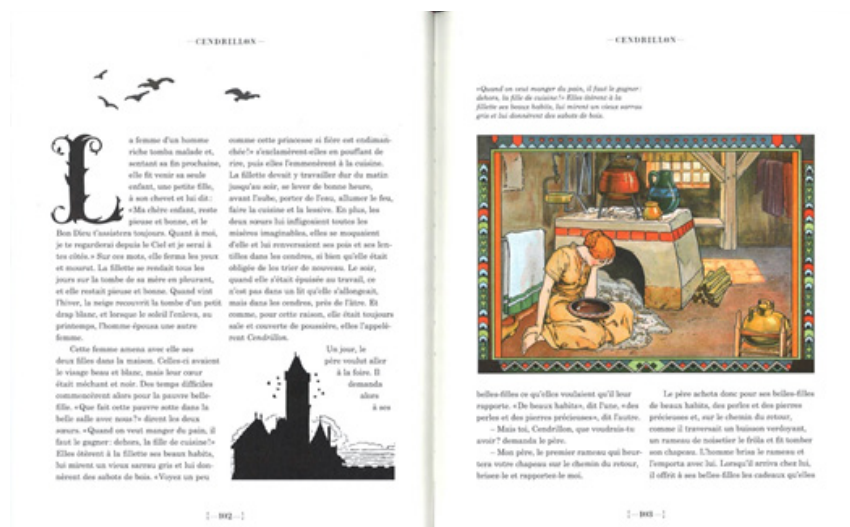 —CENDRILLON—
La femme d'un homme
riche tomba malade et,
sentant sa fin prochaine,
elle fit venir sa seule
enfant, une petite fille,
à son chevet et lui dit :
«Ma chère enfant, reste
pieuse et bonne, et le
Bon Dieu t'assistera toujours. Quant à moi,
je te regarderai depuis le Ciel et je serai à
tes côtés.» Sur ces mots, elle ferma les yeux
et mourut. La fillette se rendait tous les
jours sur la tombe de sa mère en pleurant,
et elle restait pieuse et bonne. Quand vint
l'hiver, la neige recouvrit la tombe d'un petit
drap blanc, et lorsque le soleil l'enleva, au
printemps, l'homme épousa une autre
femme.
Cette femme amena avec elle ses
deux filles dans la maison. Celles-ci avaient
le visage beau et blanc, mais leur cœur
était méchant et noir. Des temps difficiles
commencèrent alors pour la pauvre belle-
fille. «Que fait cette pauvre sotte dans la
belle salle avec nous?» dirent les deux
sœurs. «Quand on veut manger du pain, il
faut le gagner : dehors, la fille de cuisine!»
Elles ôtèrent à la fillette ses beaux habits,
lui mirent un vieux sarrau gris et lui don-
nèrent des sabots de bois. «Voyez un peu
comme cette princesse si fière est endiman-
chée!» s'exclamèrent-elles en pouffant de
rire, puis elles l'emmenèrent à la cuisine.
La fillette devait y travailler dur du matin
jusqu'au soir, se lever de bonne heure,
avant l'aube, porter de l'eau, allumer le feu,
faire la cuisine et la lessive. En plus, les
deux sœurs lui infligeaient toutes les
misères imaginables, elles se moquaient
d'elle et lui renversaient ses pois et ses len-
tilles dans les cendres, si bien qu'elle était
obligée de les trier de nouveau. Le soir,
quand elle s'était épuisée au travail, ce
n'est pas dans un lit qu'elle s'allongeait,
mais dans les cendres, près de l'âtre. Et
comme, pour cette raison, elle était toujours
sale et couverte de poussière, elles l'appelè-
rent Cendrillon.
Un jour, le
père voulut aller
à la foire. Il
demanda
alors
à ses
102
—CENDRILLON—
«Quand on veut manger du pain, il faut le gagner :
dehors, la fille de cuisine!» Elles ôtèrent à la
fillette ses beaux habits, lui mirent un vieux sarrau
gris et lui donnèrent des sabots de bois.
belles-filles ce qu'elles voulaient qu'il leur
rapporte. «De beaux habits», dit l'une, «des
perles et des pierres précieuses», dit l'autre.
– Mais toi, Cendrillon, que voudrais-tu
avoir? demanda le père.
– Mon père, le premier rameau qui heur-
tera votre chapeau sur le chemin du retour,
brisez-le et rapportez-le moi.
Le père acheta donc pour ses belles-filles
de beaux habits, des perles et des pierres
précieuses et, sur le chemin du retour,
comme il traversait un buisson verdoyant,
un rameau de noisetier le frôla et fit tomber
son chapeau. L'homme brisa le rameau et
l'emporta avec lui. Lorsqu'il arriva chez lui,
il offrit à ses belles-filles les cadeaux qu'elles
103